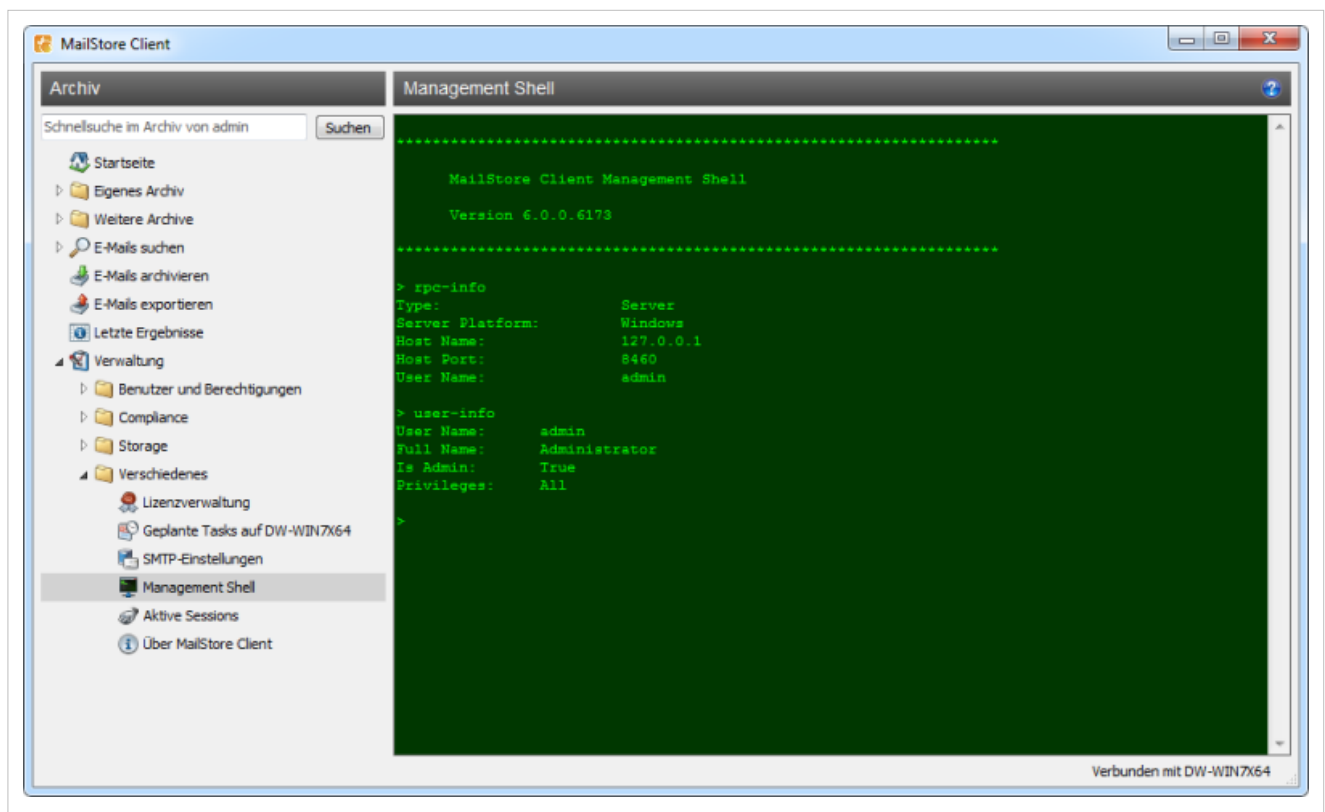 MailStore Client
Archiv
Schnellsuche im Archiv von admin
Suchen
Startseite
Eigenes Archiv
Weitere Archive
E-Mails suchen
E-Mails archivieren
E-Mails exportieren
Letzte Ergebnisse
Verwaltung
Benutzer und Berechtigungen
Compliance
Storage
Verschiedenes
Lizenzverwaltung
Geplante Tasks auf DW-WIN7X64
SMTP-Einstellungen
Management Shell
Aktive Sessions
Über MailStore Client
Management Shell
*******************************************************************
MailStore Client Management Shell
Version 6.0.0.6173
*******************************************************************
> rpc-info
Type: Server
Server Platform: Windows
Host Name: 127.0.0.1
Host Port: 8460
User Name: admin
> user-info
User Name: admin
Full Name: Administrator
Is Admin: True
Privileges: All
>
Verbunden mit DW-WIN7X64